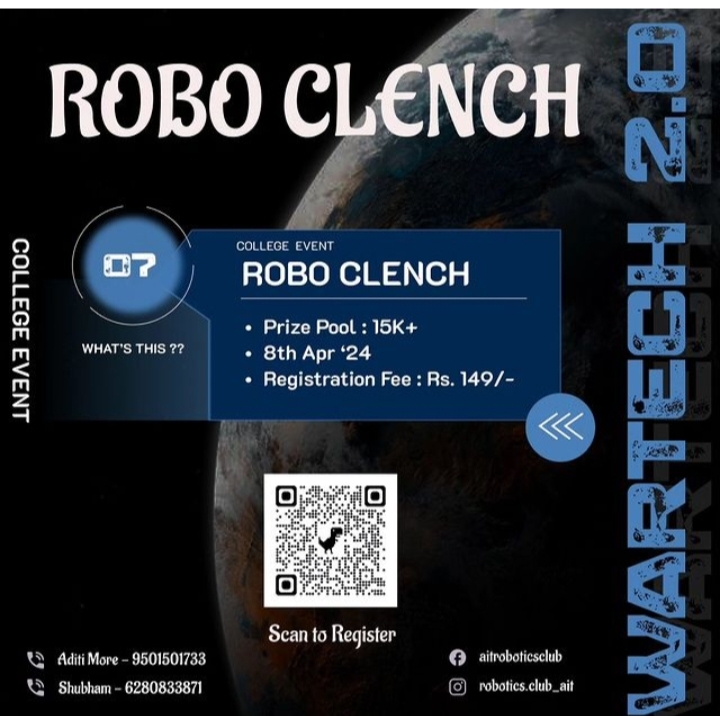 ROBO CLENCH
WARTECH 2.0
COLLEGE EVENT
07
WHAT'S THIS ??
COLLEGE EVENT
ROBO CLENCH
• Prize Pool : 15K+
• 8th Apr ‘24
• Registration Fee : Rs. 149/-
Scan to Register
Aditi More – 9501501733
Shubham – 6280833871
aitroboticsclub
robotics.club_ait